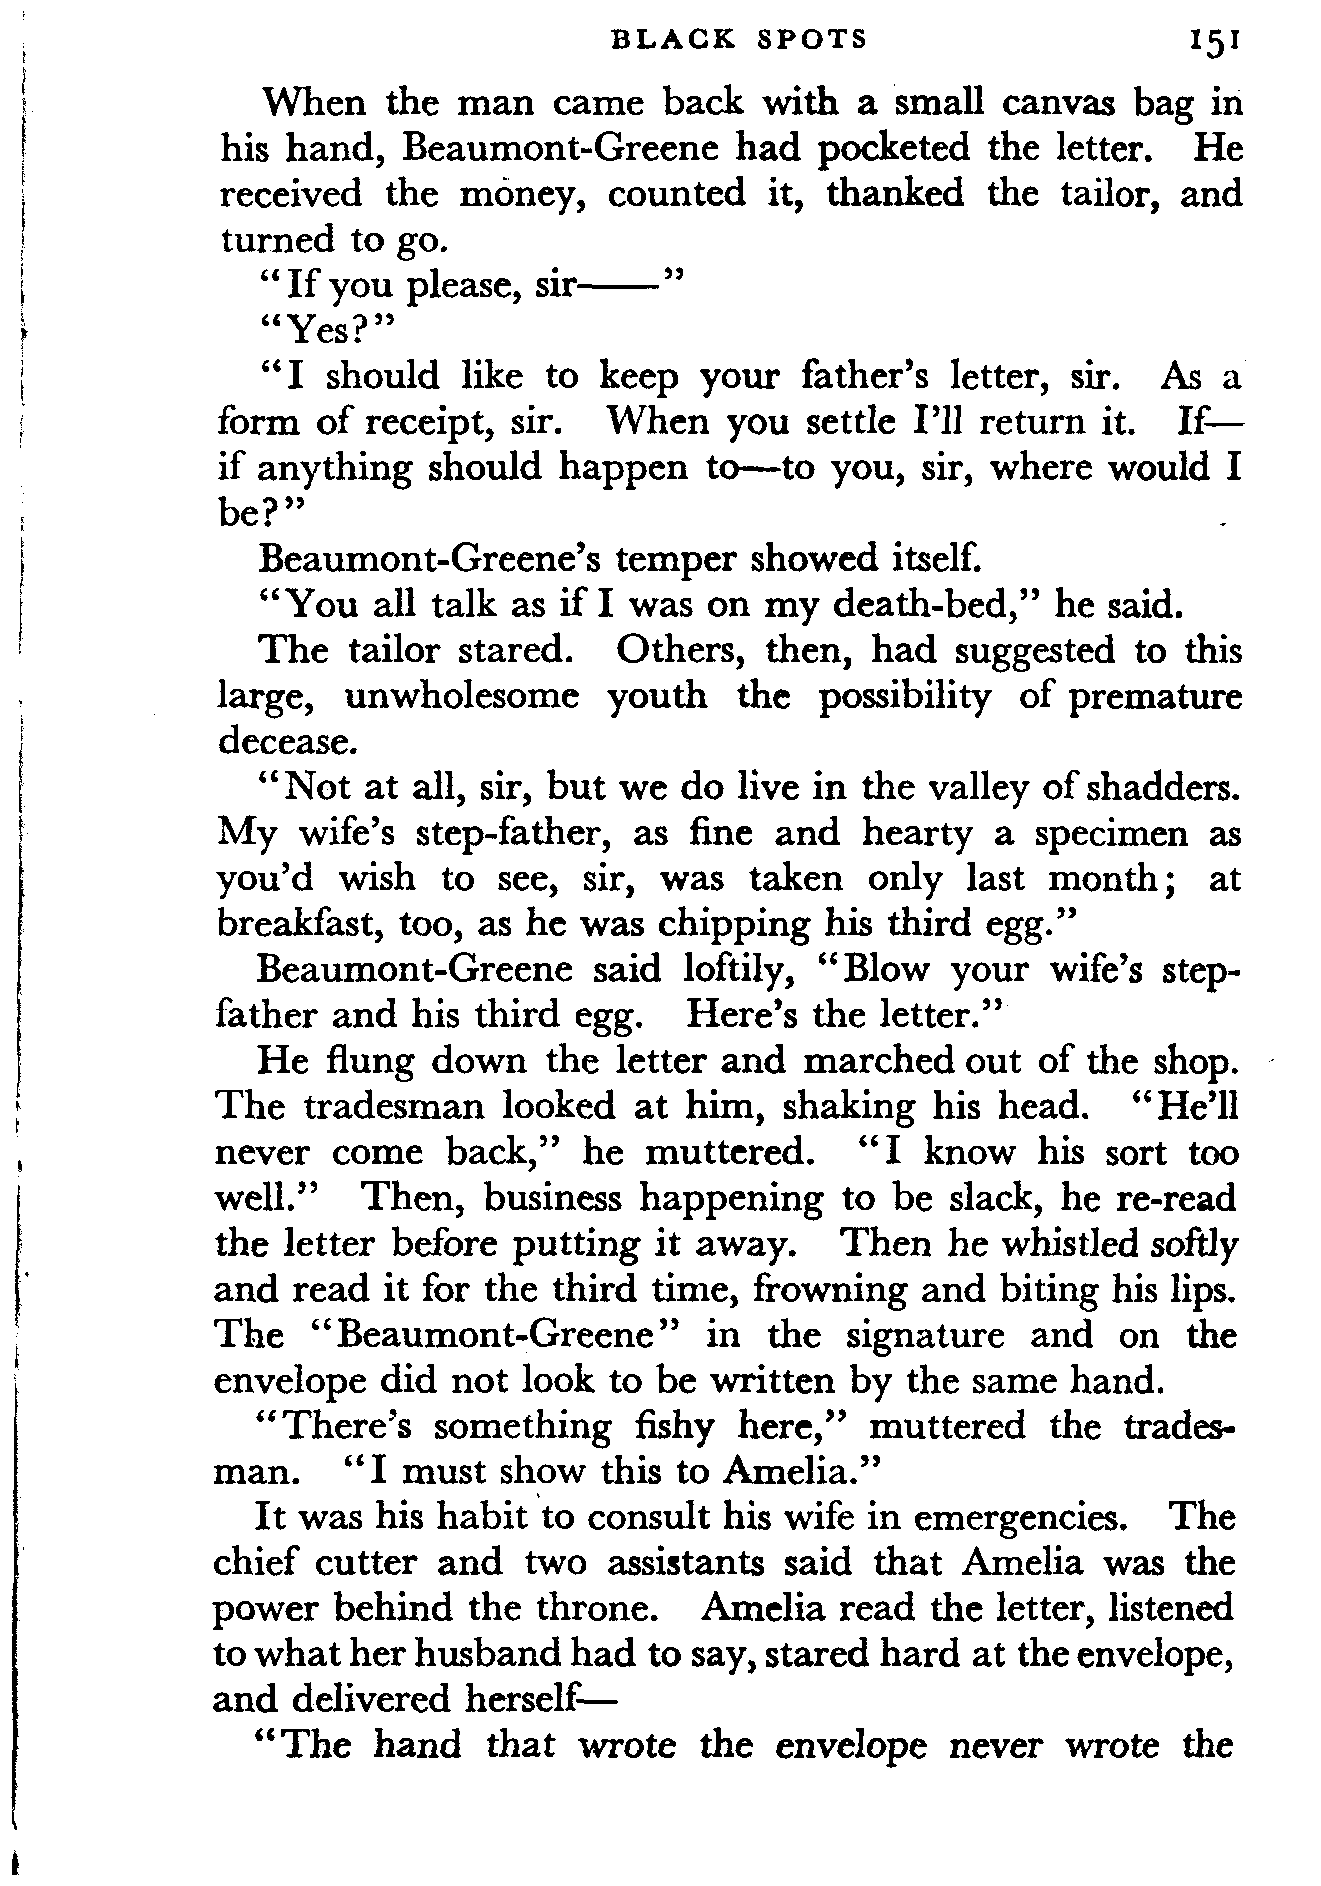 BLACK SPOTS 151
When the man came back with a small canvas bag in
his hand, Beaumont-Greene had pocketed the letter. He
received the money, counted it, thanked the tailor, and
turned to go.
“If you please, sir——”
“Yes?”
“I should like to keep your father’s letter, sir. As a
form of receipt, sir. When you settle I’ll return it. If—
if anything should happen to—to you, sir, where would I
be?”
Beaumont-Greene’s temper showed itself.
“You all talk as if I was on my death-bed,” he said.
The tailor stared. Others, then, had suggested to this
large, unwholesome youth the possibility of premature
decease.
“Not at all, sir, but we do live in the valley of shadders.
My wife’s step-father, as fine and hearty a specimen as
you’d wish to see, sir, was taken only last month; at
breakfast, too, as he was chipping his third egg.”
Beaumont-Greene said loftily, “Blow your wife’s step-
father and his third egg. Here’s the letter.”
He flung down the letter and marched out of the shop.
The tradesman looked at him, shaking his head. “He’ll
never come back,” he muttered. “I know his sort too
well.” Then, business happening to be slack, he re-read
the letter before putting it away. Then he whistled softly
and read it for the third time, frowning and biting his lips.
The “Beaumont-Greene” in the signature and on the
envelope did not look to be written by the same hand.
“There’s something fishy here,” muttered the trades-
man. “I must show this to Amelia.”
It was his habit to consult his wife in emergencies. The
chief cutter and two assistants said that Amelia was the
power behind the throne. Amelia read the letter, listened
to what her husband had to say, stared hard at the envelope,
and delivered herself—
“The hand that wrote the envelope never wrote the